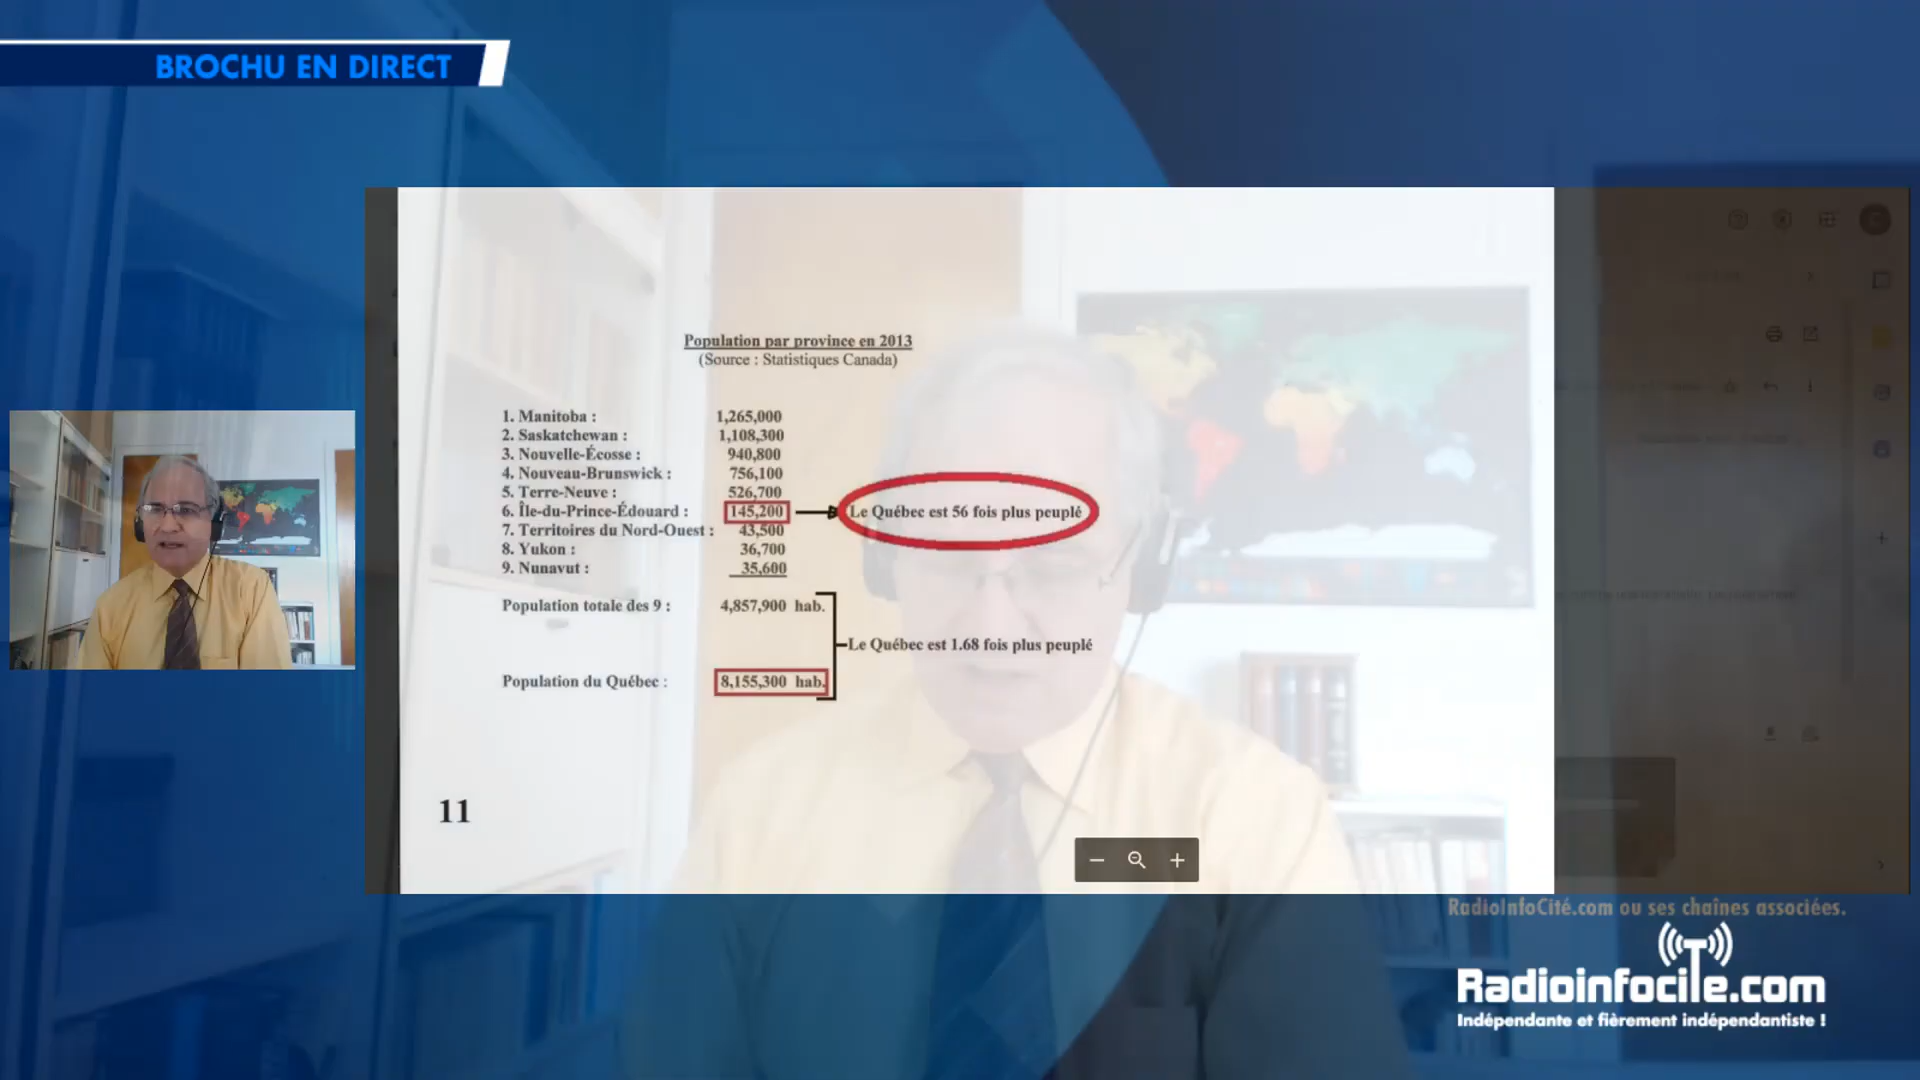 BROCHU EN DIRECT
Population par province en 2013
(Source : Statistiques Canada)
1. Manitoba : 1,265,000
2. Saskatchewan : 1,108,300
3. Nouvelle-Écosse : 940,800
4. Nouveau-Brunswick : 756,100
5. Terre-Neuve : 526,700
6. Île-du-Prince-Édouard : 145,200 Le Québec est 56 fois plus peuplé
7. Territoires du Nord-Ouest : 43,500
8. Yukon : 36,700
9. Nunavut : 35,600
Population totale des 9 : 4,857,900 hab.
Le Québec est 1.68 fois plus peuplé
Population du Québec : 8,155,300 hab.
11
RadioInfoCité.com ou ses chaînes associées.
Radioinfocite.com
Indépendante et fièrement indépendantiste !